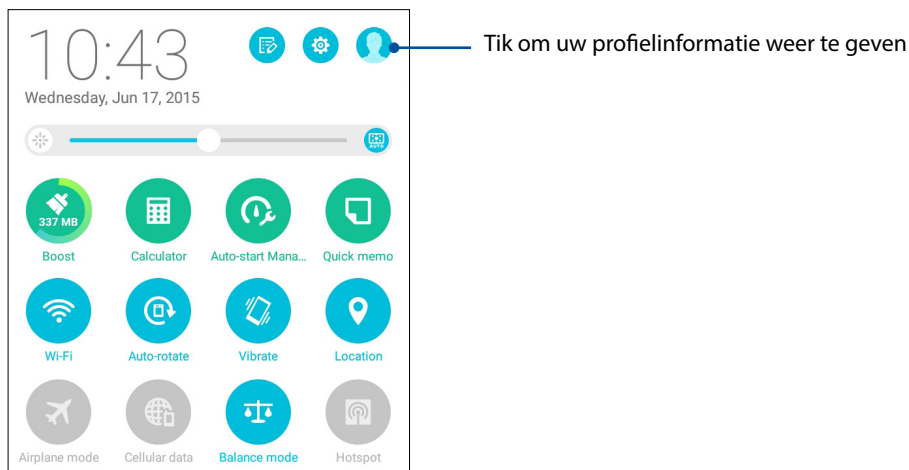 10:43
Tik om uw profielinformatie weer te geven
Wednesday, Jun 17, 2015
AUTO
337 MB
Boost Calculator Auto-start Mana... Quick memo
Wi-Fi Auto-rotate Vibrate Location
Airplane mode Cellular data Balance mode Hotspot